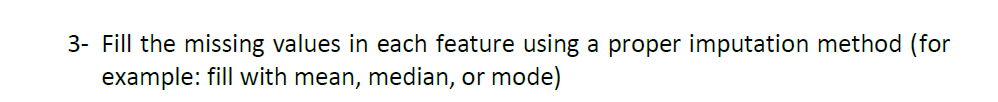 3- Fill the missing values in each feature using a proper imputation method (for
example: fill with mean, median, or mode)